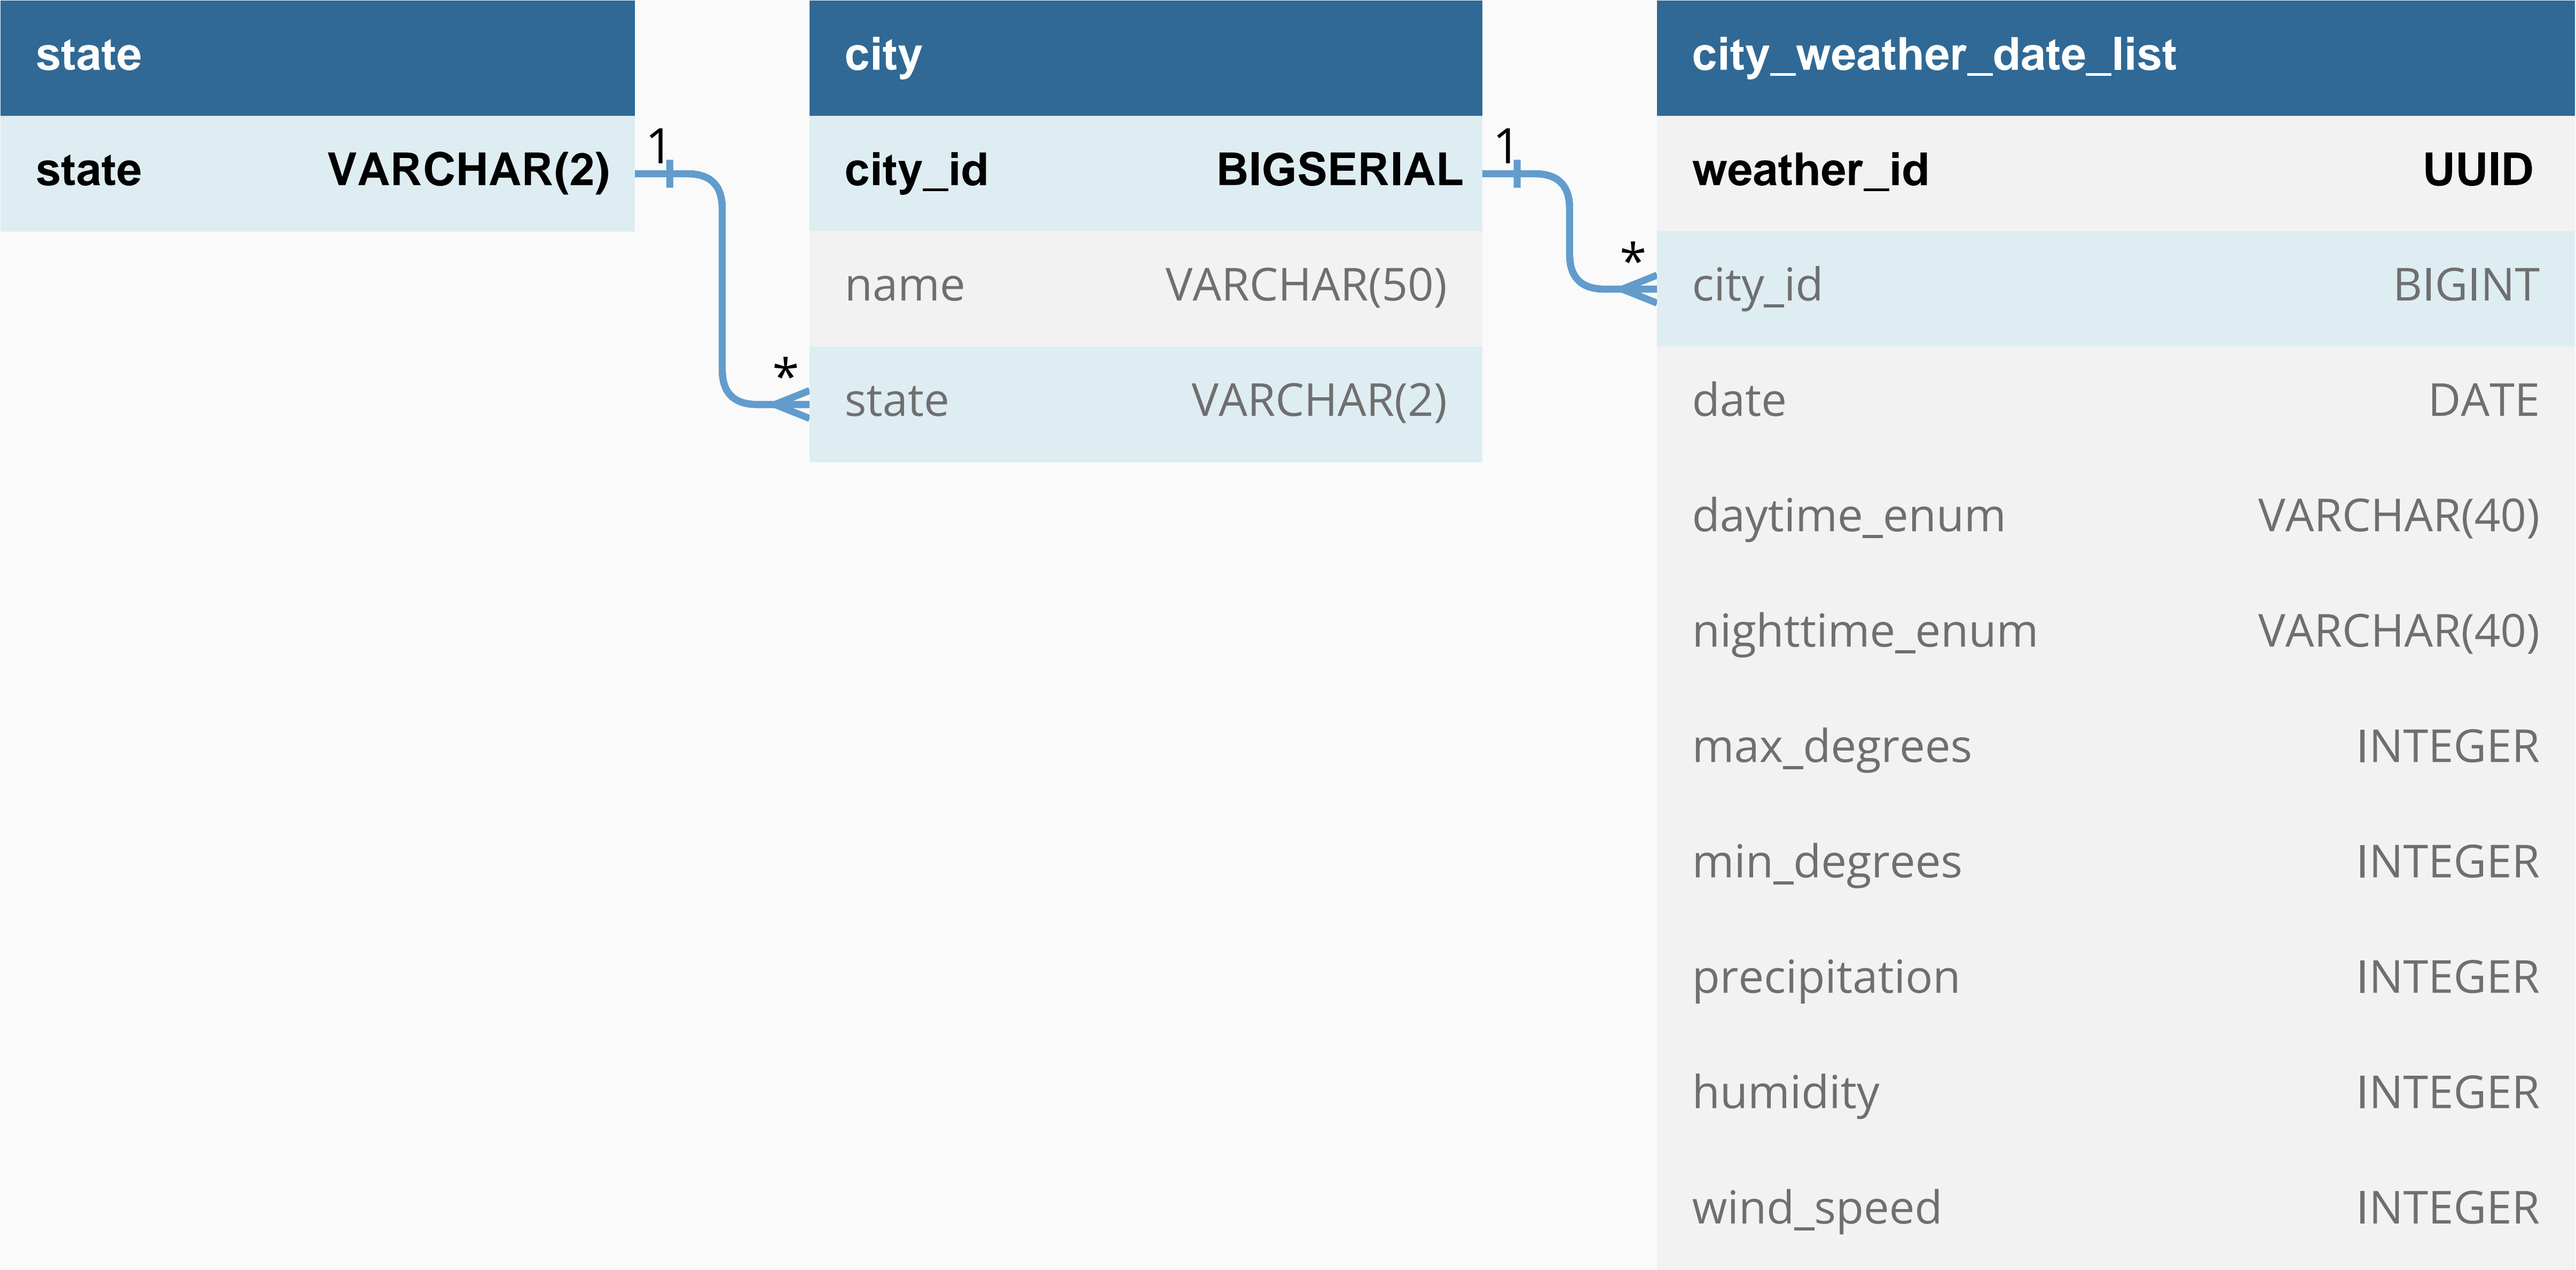 state
state VARCHAR(2)
1
*
city
city_id BIGSERIAL
name VARCHAR(50)
state VARCHAR(2)
1
*
city_weather_date_list
weather_id UUID
city_id BIGINT
date DATE
daytime_enum VARCHAR(40)
nighttime_enum VARCHAR(40)
max_degrees INTEGER
min_degrees INTEGER
precipitation INTEGER
humidity INTEGER
wind_speed INTEGER